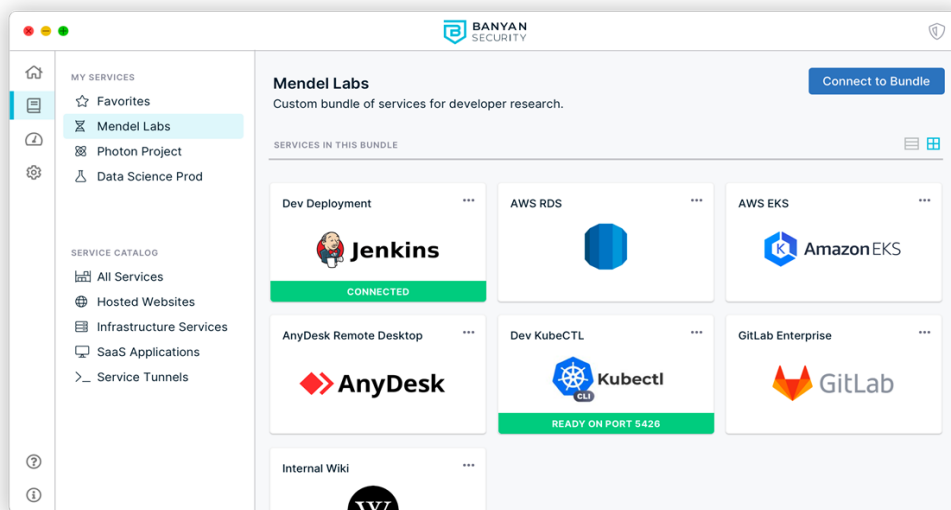 BANYAN
SECURITY
MY SERVICES
Favorites
Mendel Labs
Photon Project
Data Science Prod
SERVICE CATALOG
All Services
Hosted Websites
Infrastructure Services
SaaS Applications
Service Tunnels
Mendel Labs
Custom bundle of services for developer research.
Connect to Bundle
SERVICES IN THIS BUNDLE
Dev Deployment
Jenkins
CONNECTED
AWS RDS
AWS EKS
K
Amazon EKS
AnyDesk Remote Desktop
AnyDesk
Dev KubeCTL
CLI
Kubectl
READY ON PORT 5426
GitLab Enterprise
GitLab
Internal Wiki
W